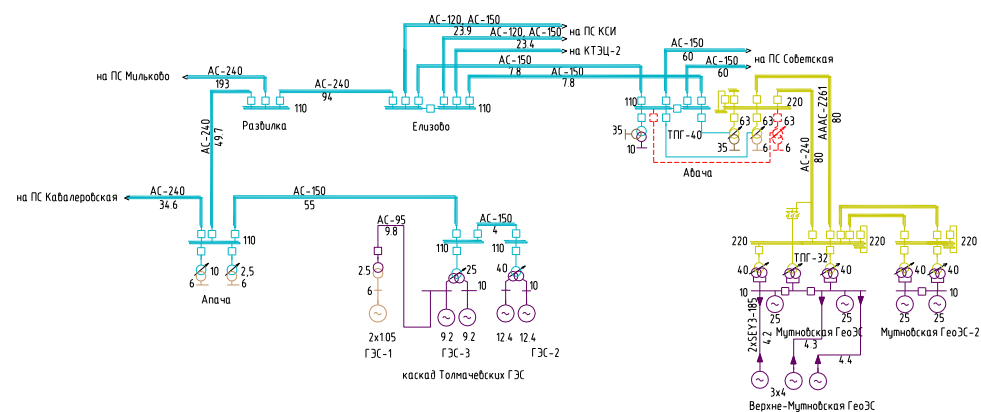 АС-120, АС-150
23.9
АС-120, АС-150
на ПС КСИ
23.4
на КТЭЦ-2
АС-150
7.8
АС-150
7.8
АС-150
60
на ПС Советская
АС-150
60
на ПС Мильково
АС-240
193
АС-240
94
110
Развилка
Елизово
110
110
ТПГ-40
220
35
10
63
35
63
6
63
6
Авача
АААС-Z261
80
АС-240
80
АС-240
49.7
на ПС Кавалеровская
АС-240
34.6
АС-150
55
АС-95
9.8
АС-150
4
110
110
110
10
6
2,5
6
Апача
2.5
6
25
10
40
10
2x1.05
ГЭС-1
9.2
9.2
ГЭС-3
12.4
12.4
ГЭС-2
каскад Толмачевских ГЭС
220
ТПГ-32
220
220
40
40
40
40
40
10
10
10
25
25
25
25
Мутновская ГеоЭС
Мутновская ГеоЭС-2
2xSEY3-185
4.2
4.3
4.4
3x4
Верхне-Мутновская ГеоЭС